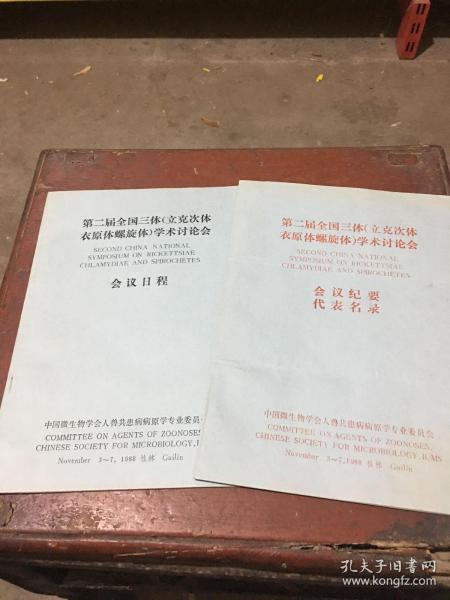 第二届全国三体(立克次体
衣原体螺旋体)学术讨论会
SECOND CHINA NATIONAL
SYMPOSIUM ON RICKETTSIAE
CHLAMYDIAE AND SPIROCHETES
会议日程
中国微生物学会人兽共患病病原学专业委员会
COMMITTEE ON AGENTS OF ZOONOSES
CHINESE SOCIETY FOR MICROBIOLOGY,
November 3～7,1988 桂林 Guilin
第二届全国三体(立克次体
衣原体螺旋体)学术讨论会
SECOND CHINA NATIONAL
SYMPOSIUM ON RICKETTSIAE
CHLAMYDIAE AND SPIROCHETES
会议纪要
代表名录
中国微生物学会人兽共患病病原学专业委员会
COMMITTEE ON AGENTS OF ZOONOSES,
CHINESE SOCIETY FOR MICROBIOLOGY,
November 3～7,1988 桂林 Guilin
孔夫子旧书网
www.kongfz.com